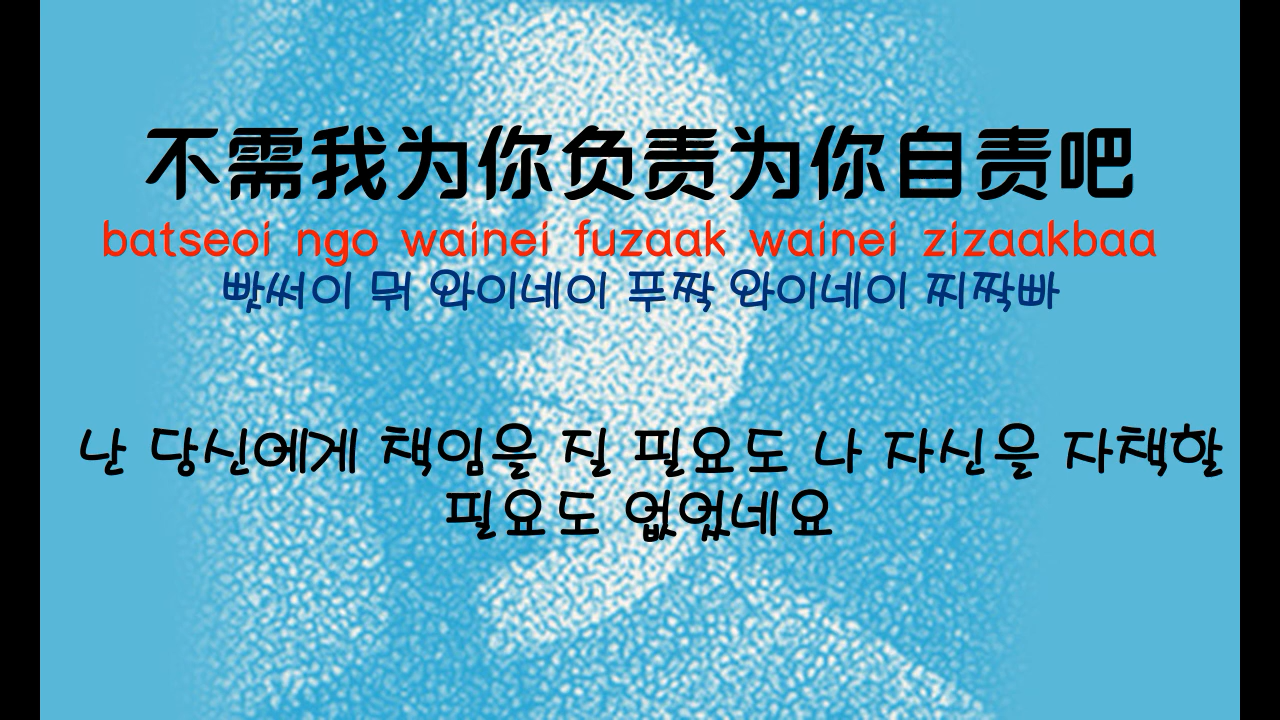 不需我为你负责为你自责吧
batseoi ngo wainei fuzaak wainei zizaakbaa
빳써이 뭐 와이네이 푸짝 와이네이 찌짝빠
난 당신에게 책임을 질 필요도 나 자신을 자책할
필요도 없었네요